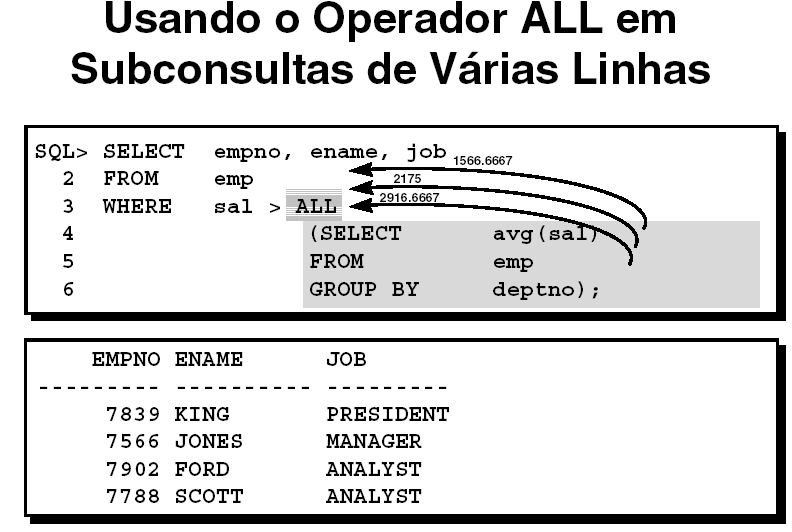 Usando o Operador ALL em
Subconsultas de Várias Linhas
SQL> SELECT empno, ename, job
1566.6667
2 FROM emp
2175
3 WHERE sal > ALL
2916.6667
4 (SELECT avg(sal)
5 FROM emp
6 GROUP BY deptno);
EMPNO ENAME JOB
--------- ---------- ---------
7839 KING PRESIDENT
7566 JONES MANAGER
7902 FORD ANALYST
7788 SCOTT ANALYST